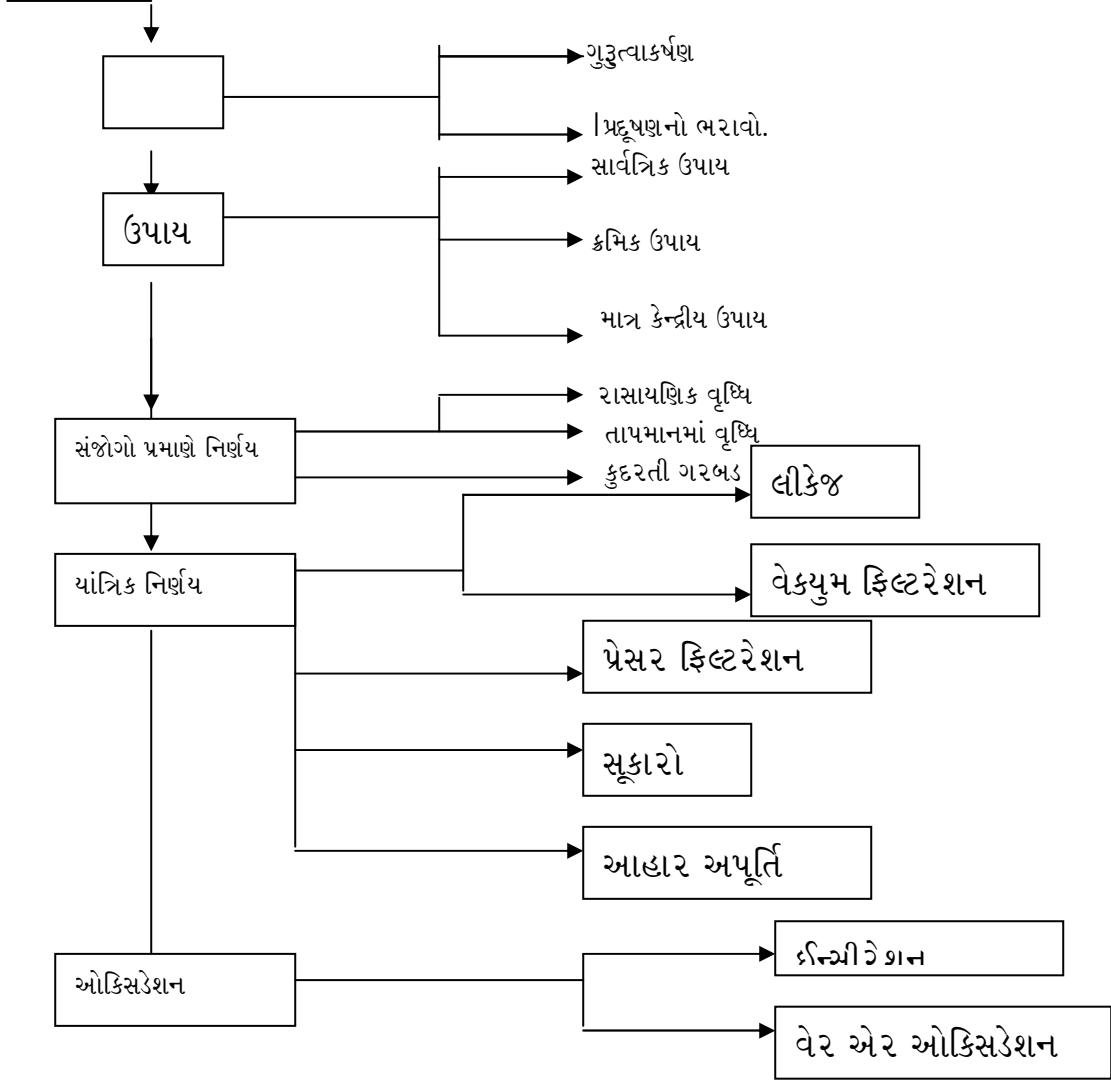 ગુરૂત્વાકર્ષણ
પ્રદૂષણનો ભરાવો.
સાર્વત્રિક ઉપાય
ઉપાય
ક્રમિક ઉપાય
માત્ર કેન્દ્રીય ઉપાય
રાસાયણિક વૃધ્ધિ
સંજોગો પ્રમાણે નિર્ણય
તાપમાનમાં વૃધ્ધિ
કુદરતી ગરબડ
લીકેજ
યાંત્રિક નિર્ણય
વેકયુમ ફિલ્ટરેશન
પ્રેસર ફિલ્ટરેશન
સૂકારો
આહાર અપૂર્તિ
ઓકિસડેશન
વેર એર ઓકિસડેશન